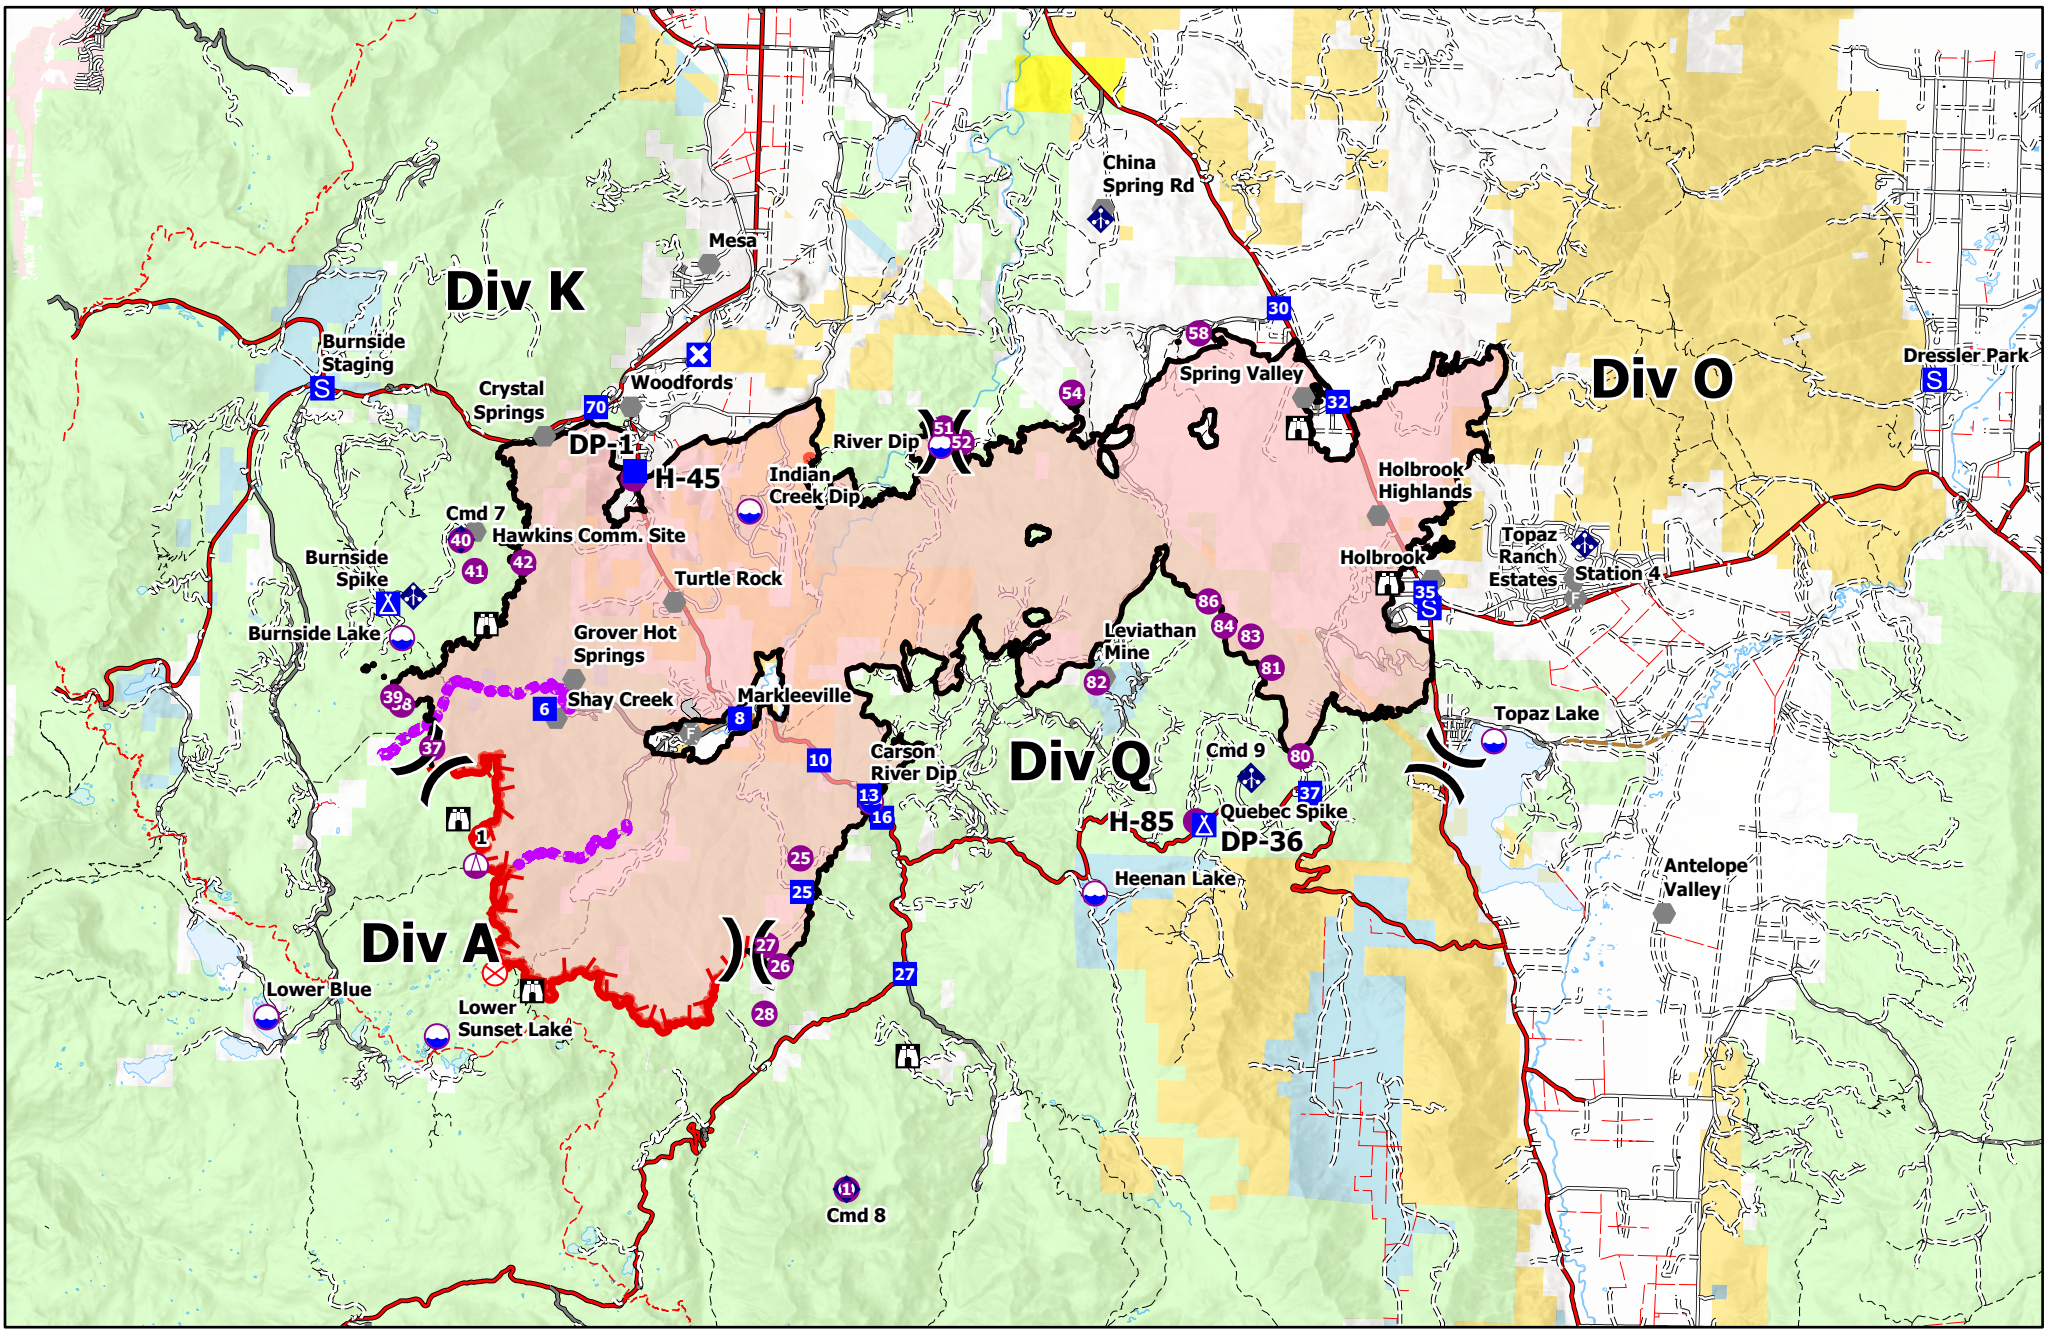 China
Spring Rd
Mesa
Div K
30
Burnside
Staging
S
58
Dressler Park
S
Div O
Crystal
Springs
Woodfords
70
Spring Valley
54
32
DP-1
River Dip
51
52
H-45
Indian
Creek Dip
Holbrook
Highlands
Cmd 7
40
Hawkins Comm. Site
41
42
Burnside
Spike
Topaz
Ranch
Estates
Station 4
F
Holbrook
35
S
Turtle Rock
86
84
83
81
Burnside Lake
Grover Hot
Springs
Leviathan
Mine
82
39
8
Shay Creek
6
Markleeville
8
F
37
Topaz Lake
Carson
River Dip
10
13
16
Div Q
Cmd 9
80
37
H-85
Quebec Spike
DP-36
1
25
25
Heenan Lake
Antelope
Valley
Div A
27
26
27
28
Lower Blue
Lower
Sunset Lake
Cmd 8